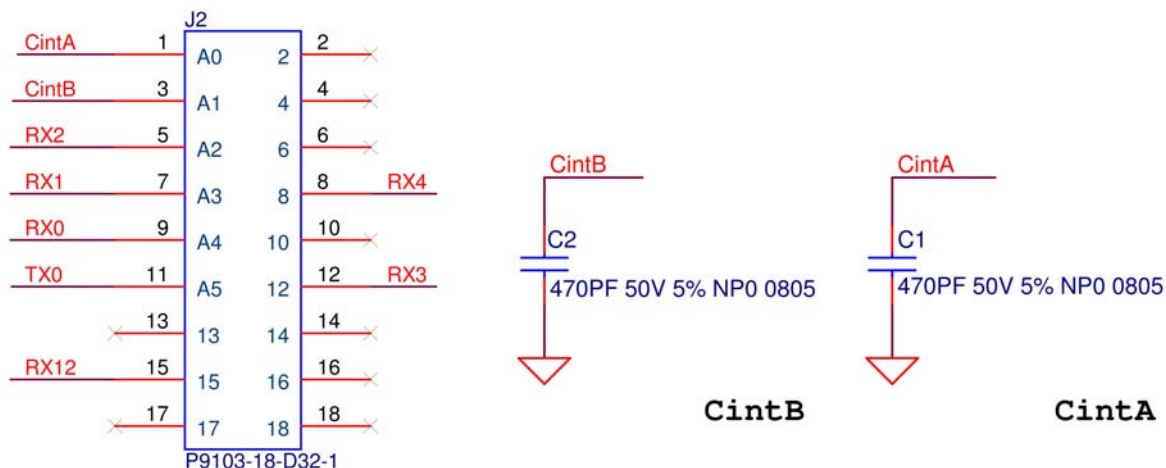 J2
CintA 1 A0 2 2
CintB 3 A1 4 4
RX2 5 A2 6 6
RX1 7 A3 8 8 RX4
RX0 9 A4 10 10
TX0 11 A5 12 12 RX3
13 13 14 14
RX12 15 15 16 16
17 17 18 18
P9103-18-D32-1
CintB
C2
470PF 50V 5% NP0 0805
CintB
CintA
C1
470PF 50V 5% NP0 0805
CintA